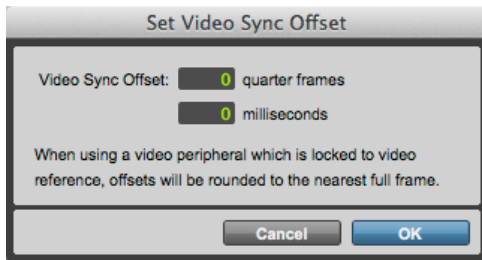 Set Video Sync Offset
Video Sync Offset: 0 quarter frames
0 milliseconds
When using a video peripheral which is locked to video
reference, offsets will be rounded to the nearest full frame.
Cancel OK